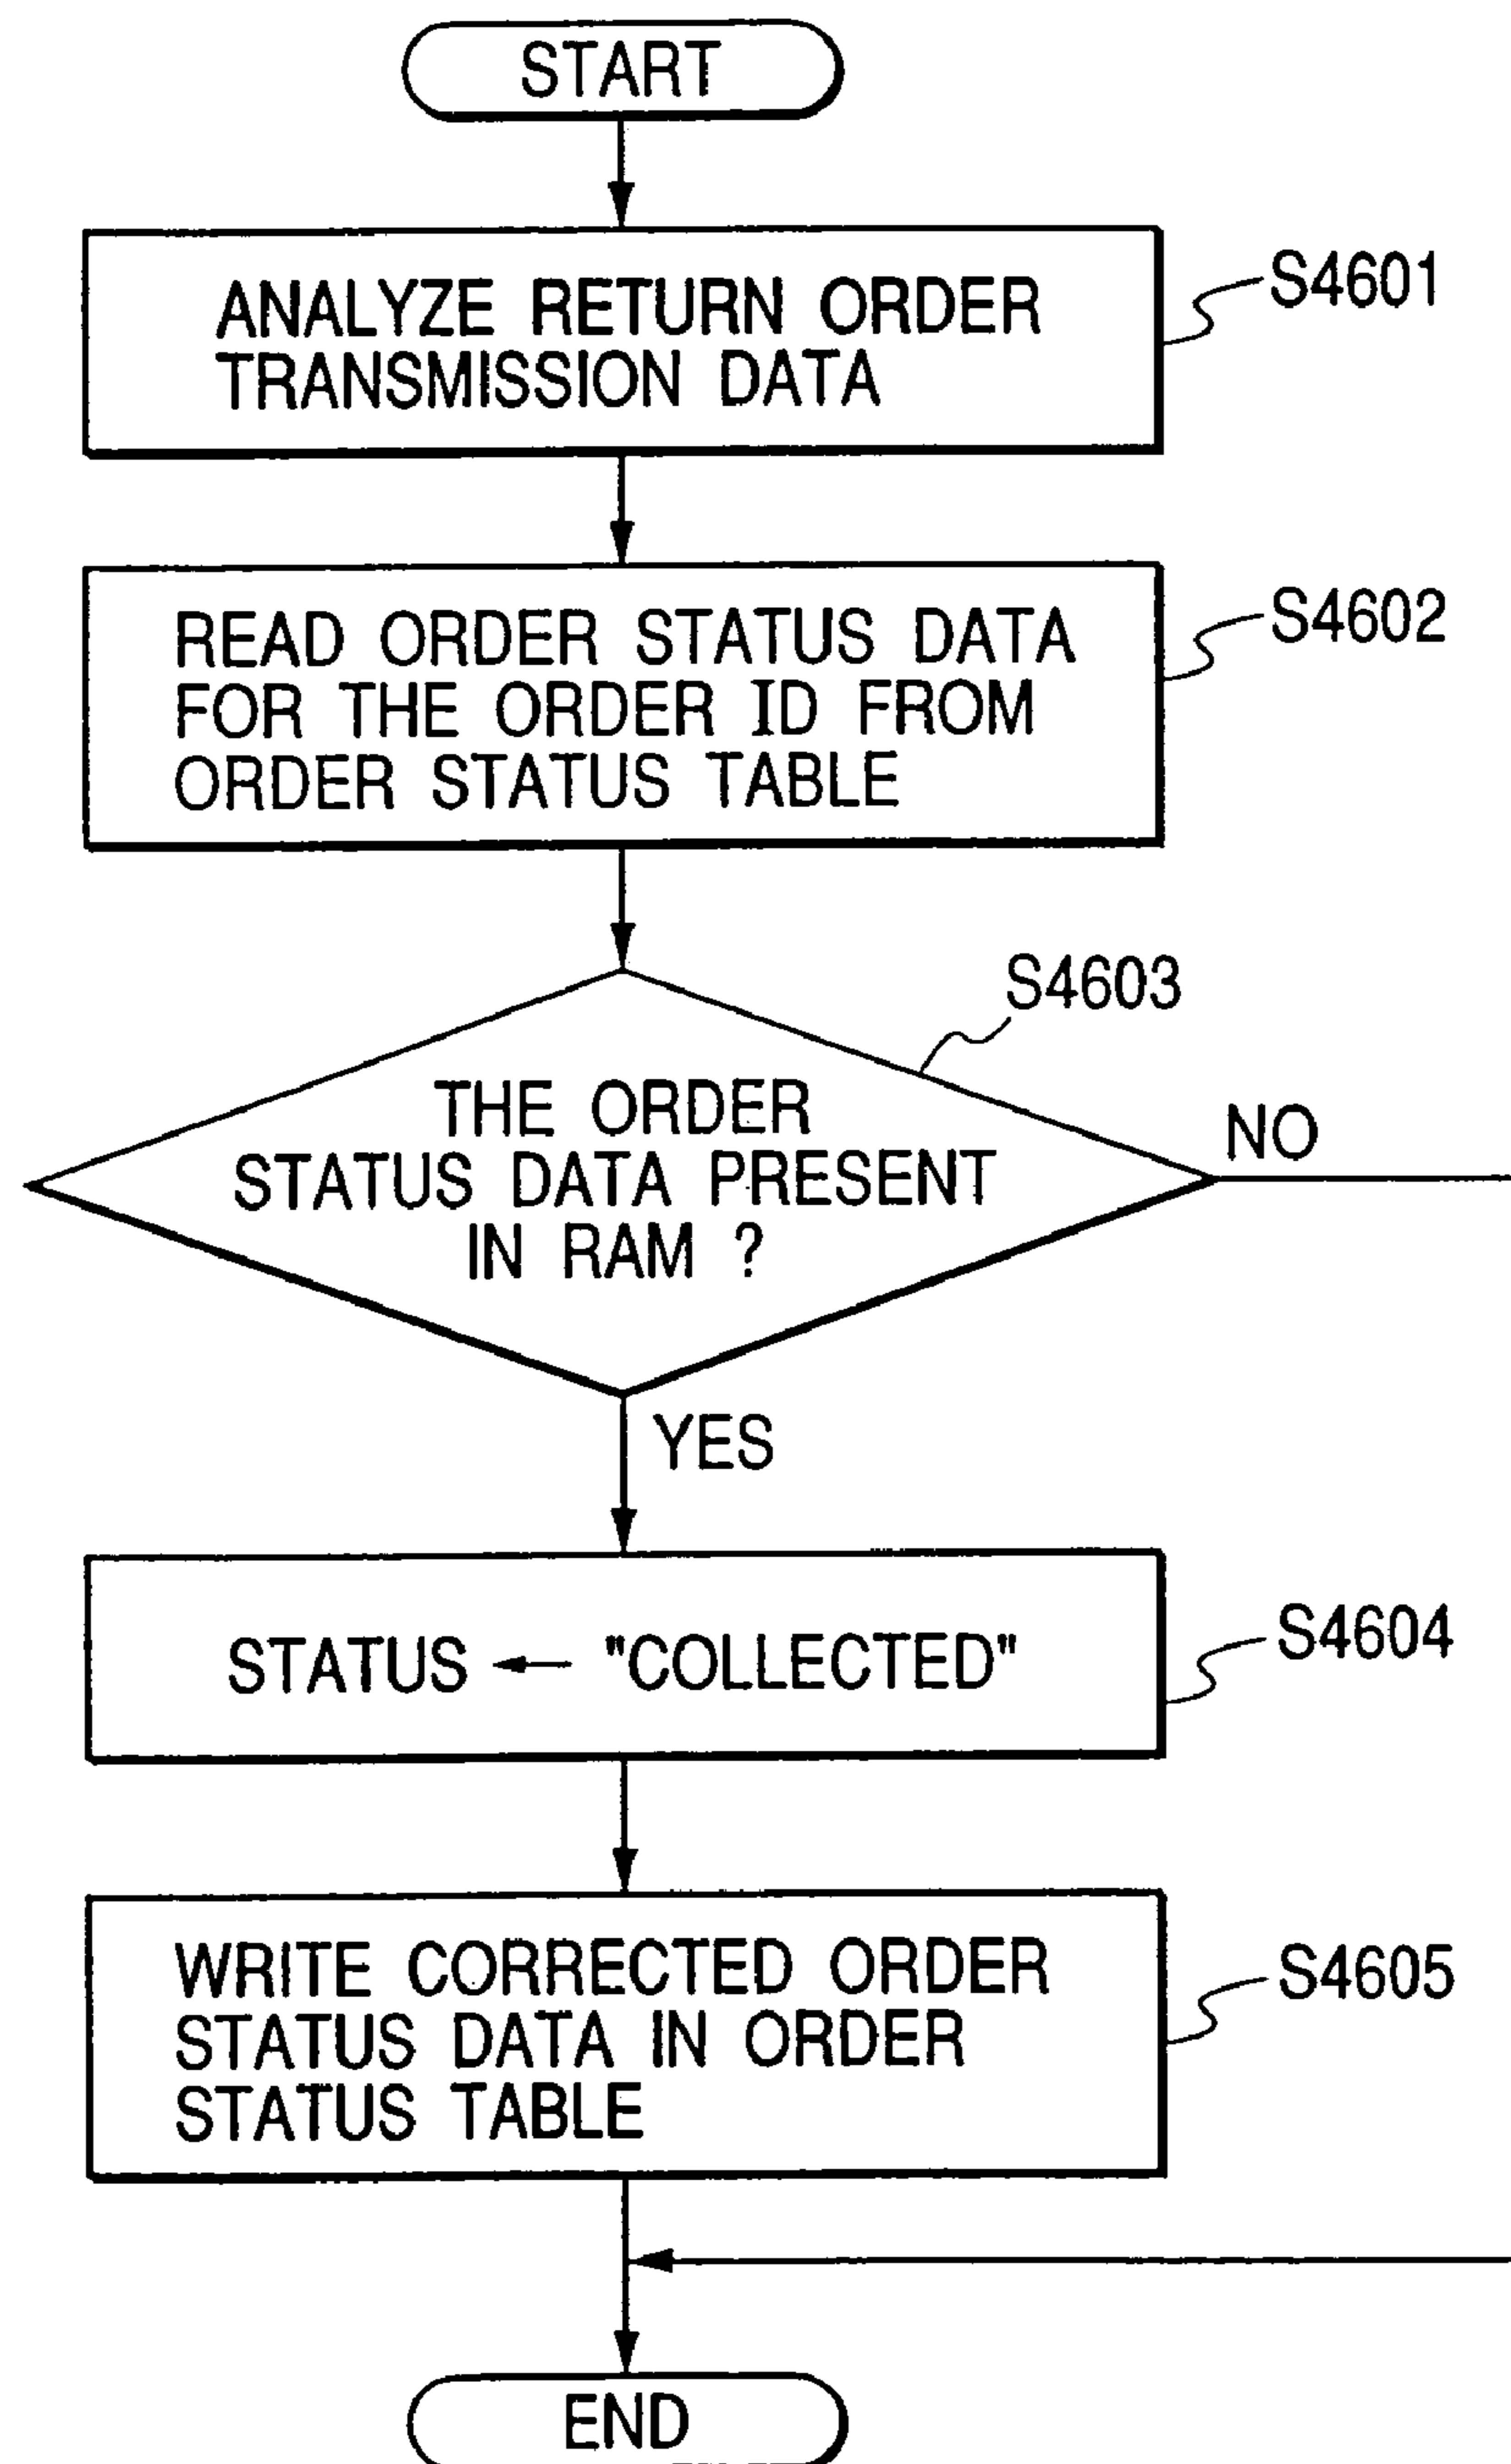 START
ANALYZE RETURN ORDER
TRANSMISSION DATA
S4601
READ ORDER STATUS DATA
FOR THE ORDER ID FROM
ORDER STATUS TABLE
S4602
S4603
THE ORDER
STATUS DATA PRESENT
IN RAM ?
NO
YES
STATUS ← "COLLECTED"
S4604
WRITE CORRECTED ORDER
STATUS DATA IN ORDER
STATUS TABLE
S4605
END